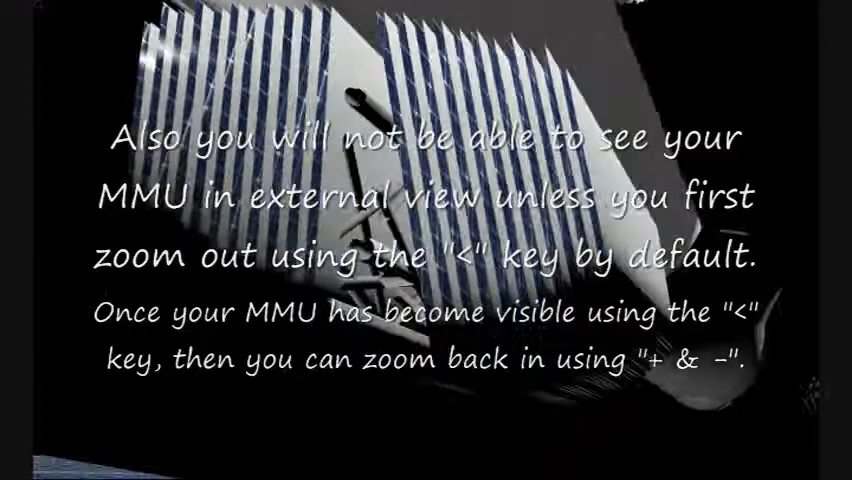 Also you will not be able to see your
MMU in external view unless you first
zoom out using the "<" key by default.
Once your MMU has become visible using the "<"
key, then you can zoom back in using "+ & -".